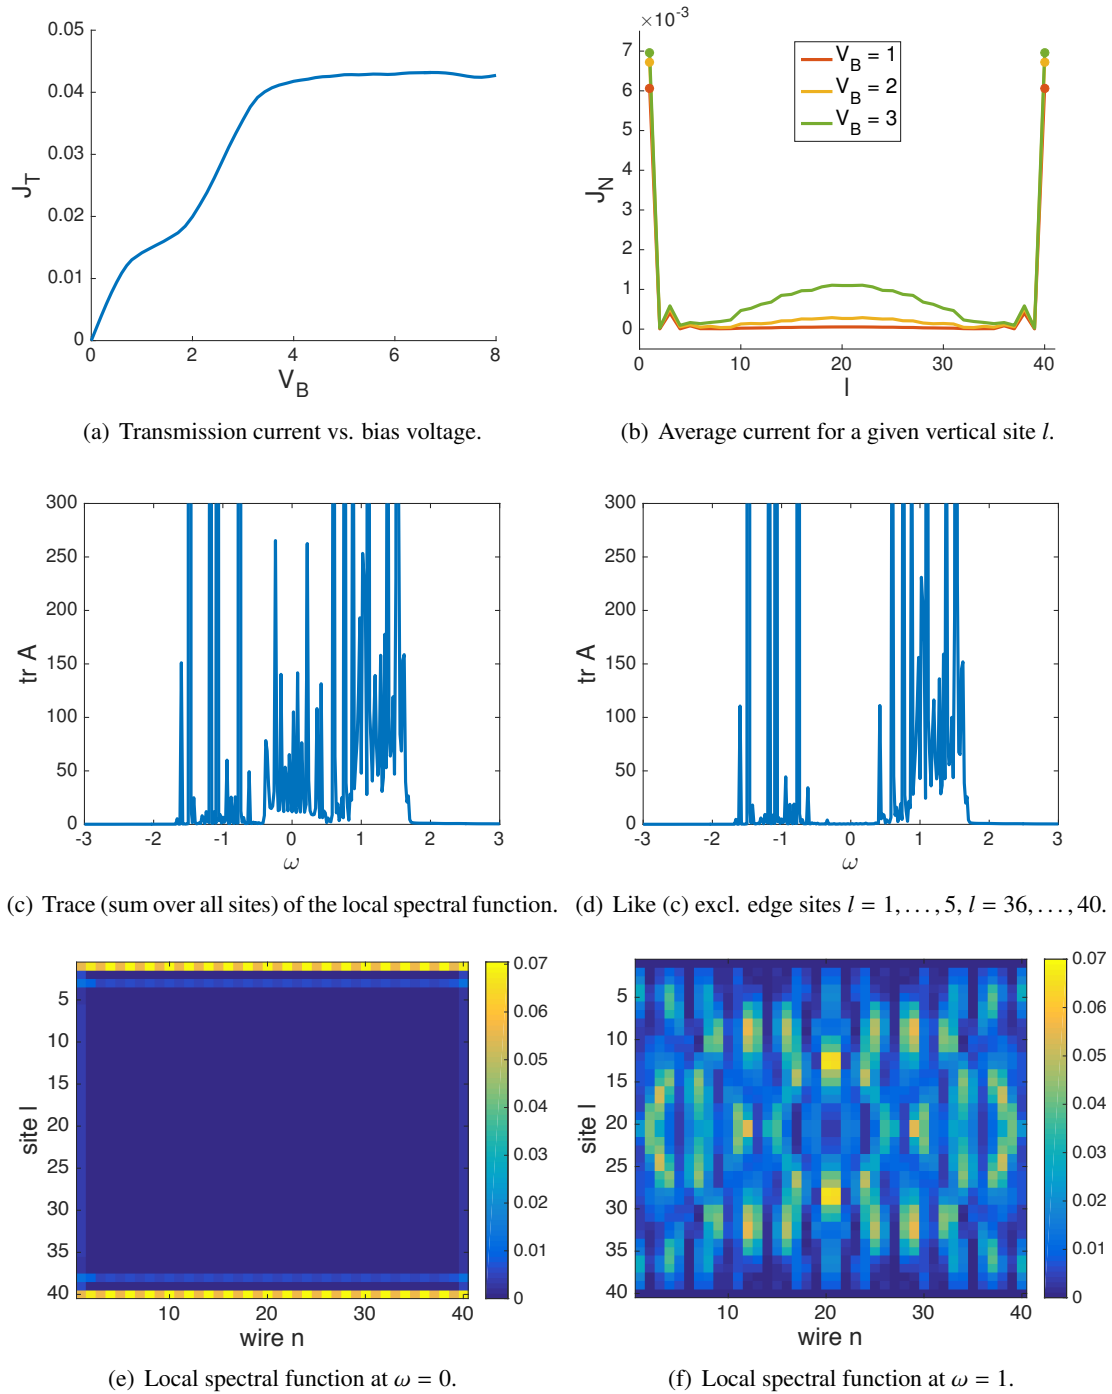 0.05
0.04
0.03
0.02
0.01
0
J_T
0 2 4 6 8
V_B
(a) Transmission current vs. bias voltage.
×10^-3
7
6
5
4
3
2
1
0
J_N
V_B = 1
V_B = 2
V_B = 3
10 20 30 40
l
(b) Average current for a given vertical site l.
300
250
200
150
100
50
0
tr A
-3 -2 -1 0 1 2 3
ω
(c) Trace (sum over all sites) of the local spectral function.
300
250
200
150
100
50
0
tr A
-3 -2 -1 0 1 2 3
ω
(d) Like (c) excl. edge sites l = 1, . . . , 5, l = 36, . . . , 40.
5
10
15
20
25
30
35
40
site l
10 20 30 40
wire n
0.07
0.06
0.05
0.04
0.03
0.02
0.01
0
(e) Local spectral function at ω = 0.
5
10
15
20
25
30
35
40
site l
10 20 30 40
wire n
0.07
0.06
0.05
0.04
0.03
0.02
0.01
0
(f) Local spectral function at ω = 1.